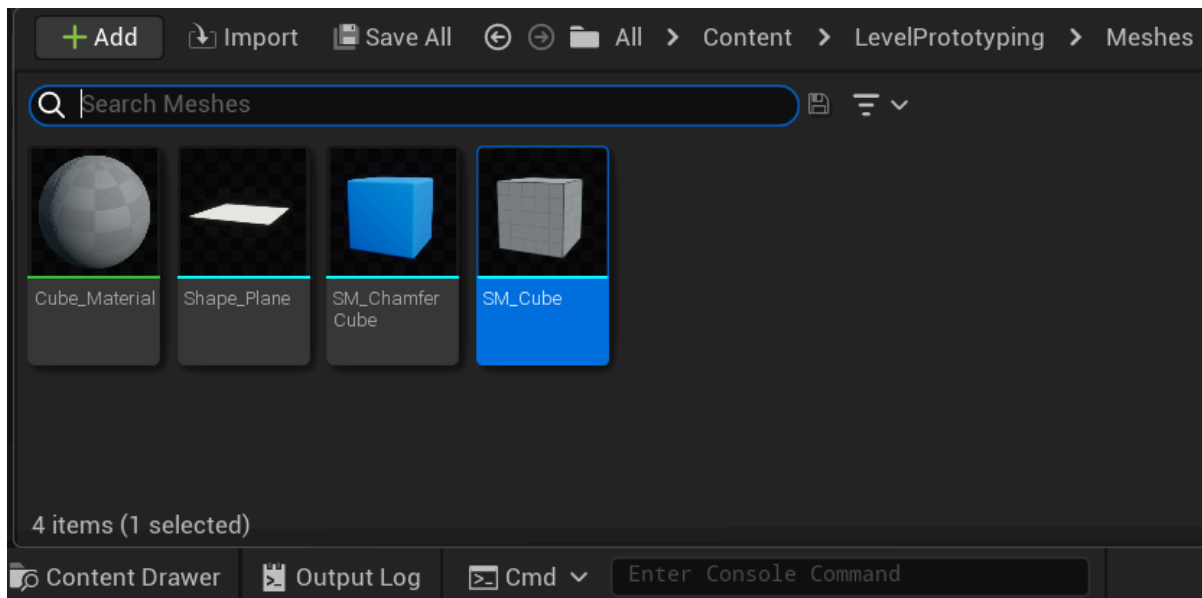 + Add Import Save All All > Content > LevelPrototyping > Meshes
Search Meshes
Cube_Material Shape_Plane SM_Chamfer SM_Cube
Cube
4 items (1 selected)
Content Drawer Output Log Cmd Enter Console Command